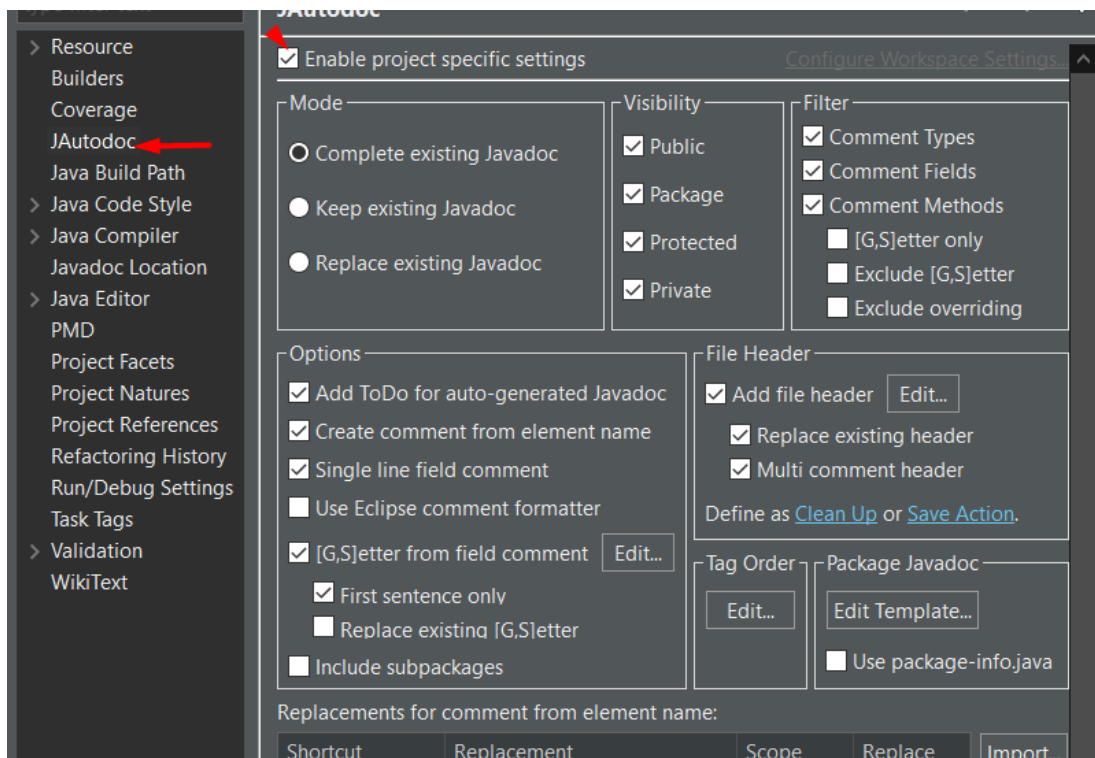 JAutodoc
Resource
Builders
Coverage
JAutodoc
Java Build Path
Java Code Style
Java Compiler
Javadoc Location
Java Editor
PMD
Project Facets
Project Natures
Project References
Refactoring History
Run/Debug Settings
Task Tags
Validation
WikiText
Enable project specific settings
Configure Workspace Settings...
Mode
Complete existing Javadoc
Keep existing Javadoc
Replace existing Javadoc
Visibility
Public
Package
Protected
Private
Filter
Comment Types
Comment Fields
Comment Methods
[G,S]etter only
Exclude [G,S]etter
Exclude overriding
Options
Add ToDo for auto-generated Javadoc
Create comment from element name
Single line field comment
Use Eclipse comment formatter
[G,S]etter from field comment Edit...
First sentence only
Replace existing [G,S]etter
Include subpackages
File Header
Add file header Edit...
Replace existing header
Multi comment header
Define as Clean Up or Save Action.
Tag Order
Edit...
Package Javadoc
Edit Template...
Use package-info.java
Replacements for comment from element name:
Shortcut Replacement Scope Replace Import...